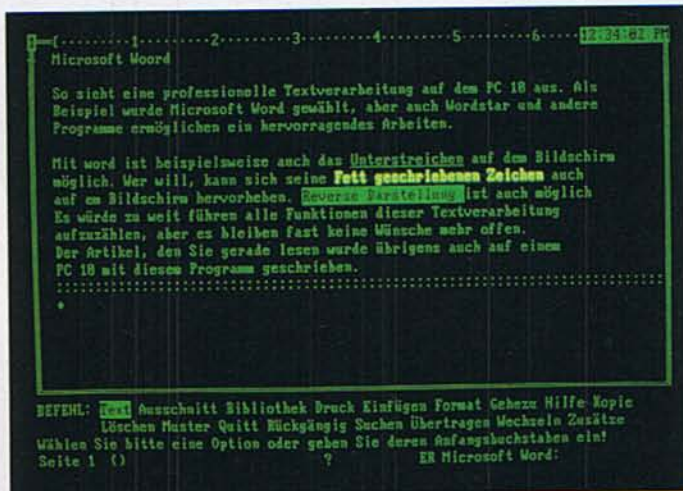 [.........1.........2.........3.........4.........5.........6..... 12:34:02 PM
Microsoft Woord
So sieht eine professionelle Textverarbeitung auf dem PC 10 aus. Als
Beispiel wurde Microsoft Word gewählt, aber auch Wordstar und andere
Programme ermöglichen ein hervorragendes Arbeiten.
Mit word ist beispielsweise auch das Unterstreichen auf dem Bildschirm
möglich. Wer will, kann sich seine Fett geschriebenen Zeichen auch
auf em Bildschirm hervorheben. Reverse Darstellung ist auch möglich
Es würde zu weit führen alle Funktionen dieser Textverarbeitung
aufzuzählen, aber es bleiben fast keine Wünsche mehr offen.
Der Artikel, den Sie gerade lesen wurde übrigens auch auf einem
PC 10 mit diesem Programm geschrieben.
BEFEHL: Text Ausschnitt Bibliothek Druck Einfügen Format Gehezu Hilfe Kopie
Löschen Muster Quitt Rückgängig Suchen Übertragen Wechseln Zusätze
Wählen Sie bitte eine Option oder geben Sie deren Anfangsbuchstaben ein!
Seite 1 {} ? ER Microsoft Word: